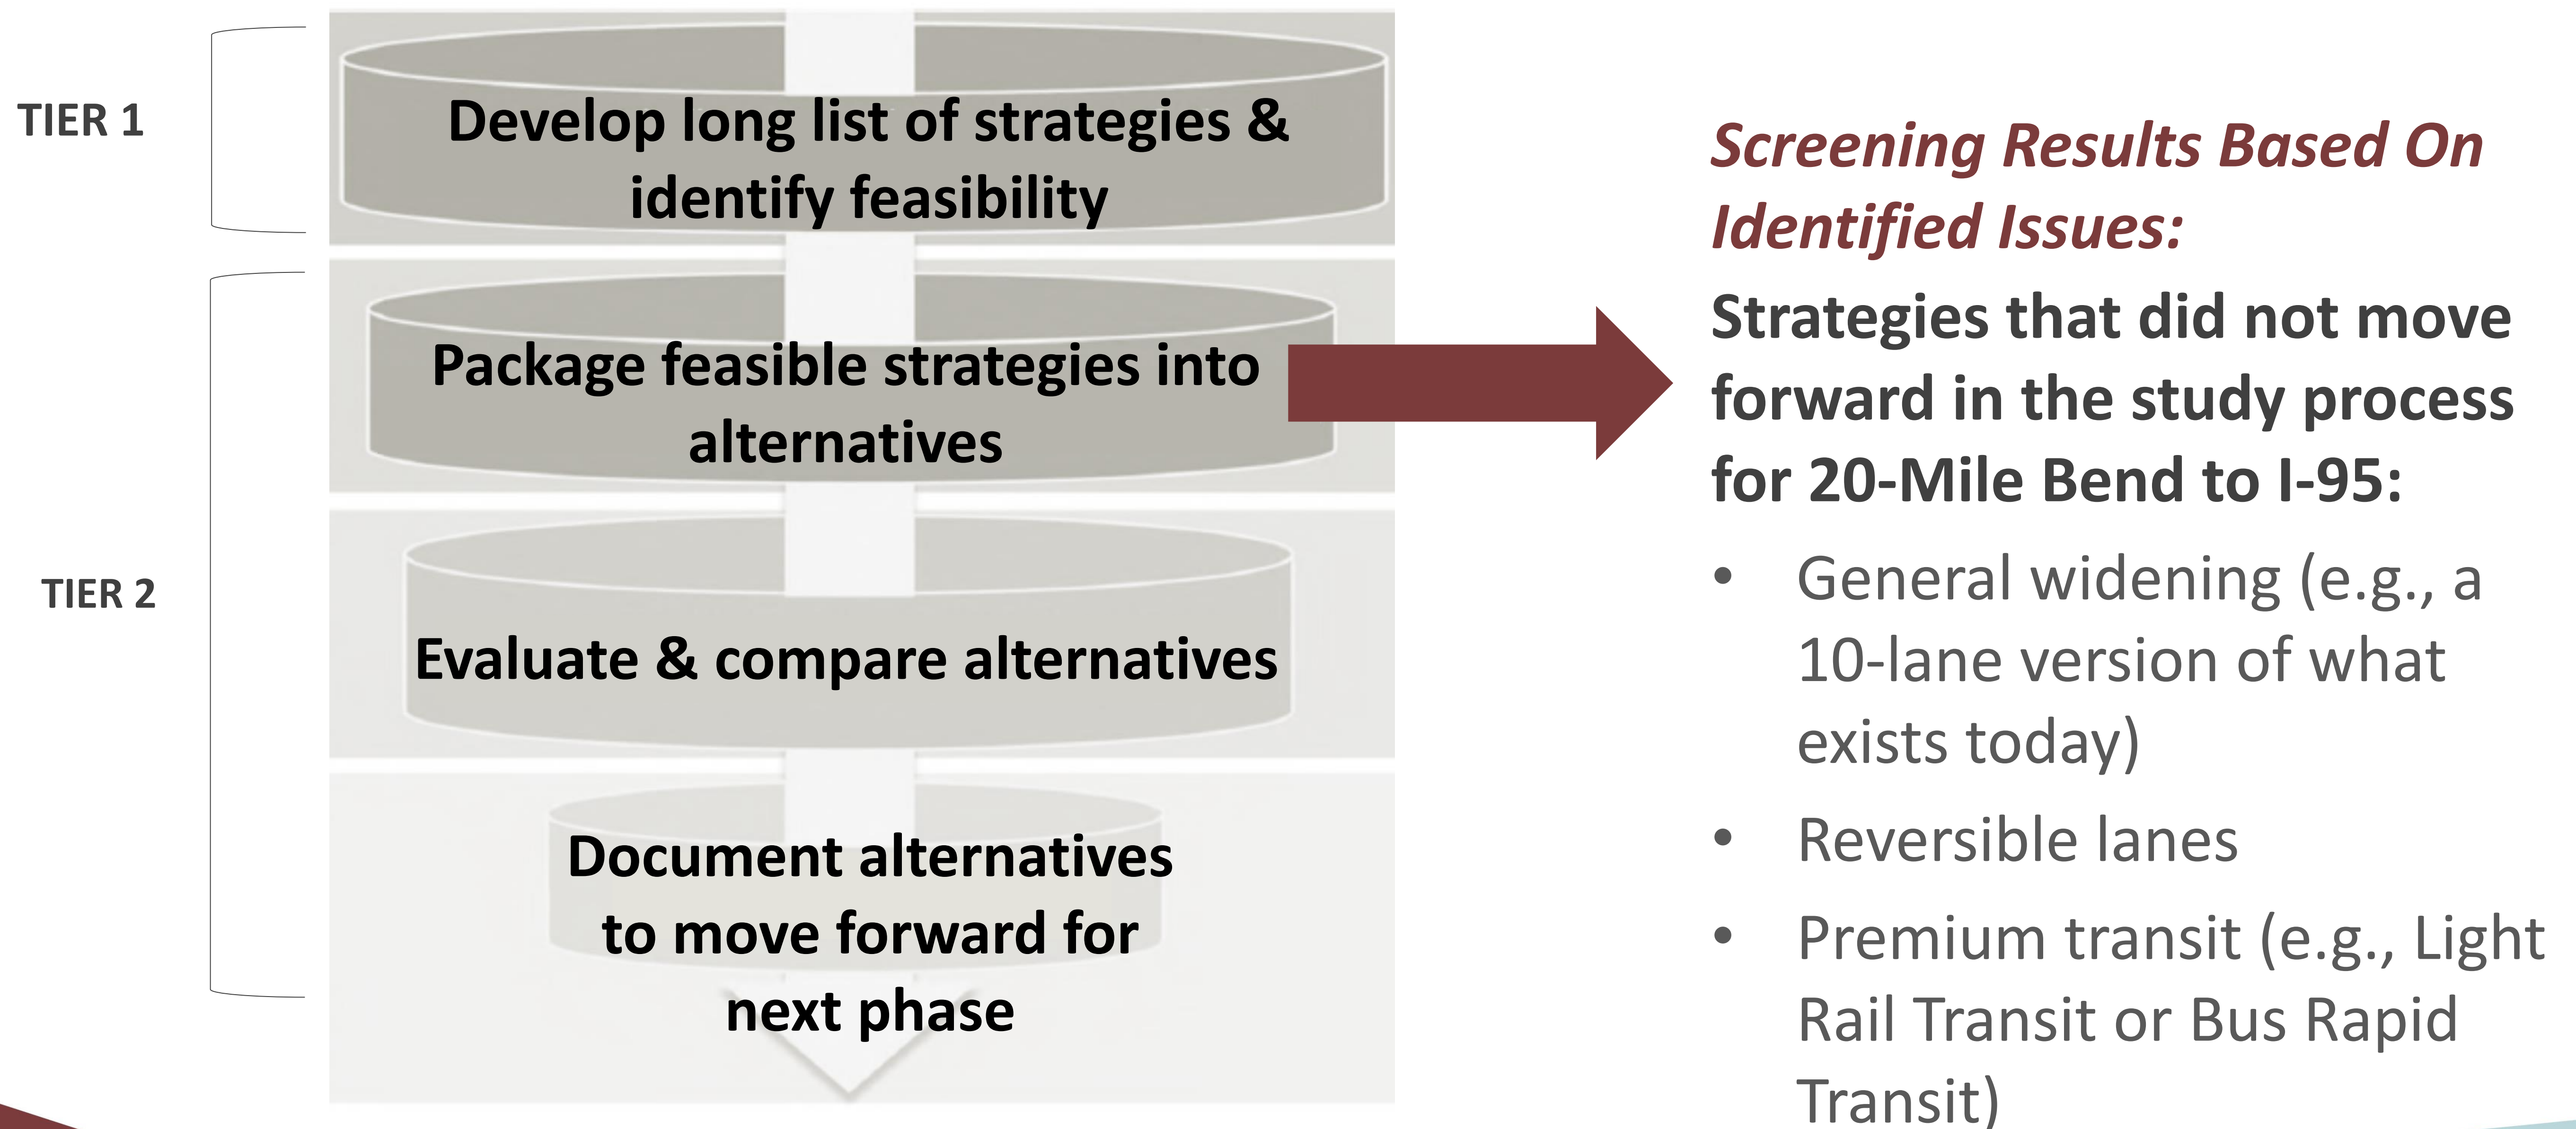 TIER 1
Develop long list of strategies &
identify feasibility
Package feasible strategies into
alternatives
TIER 2
Evaluate & compare alternatives
Document alternatives
to move forward for
next phase
Screening Results Based On
Identified Issues:
Strategies that did not move
forward in the study process
for 20-Mile Bend to I-95:
• General widening (e.g., a
10-lane version of what
exists today)
• Reversible lanes
• Premium transit (e.g., Light
Rail Transit or Bus Rapid
Transit)